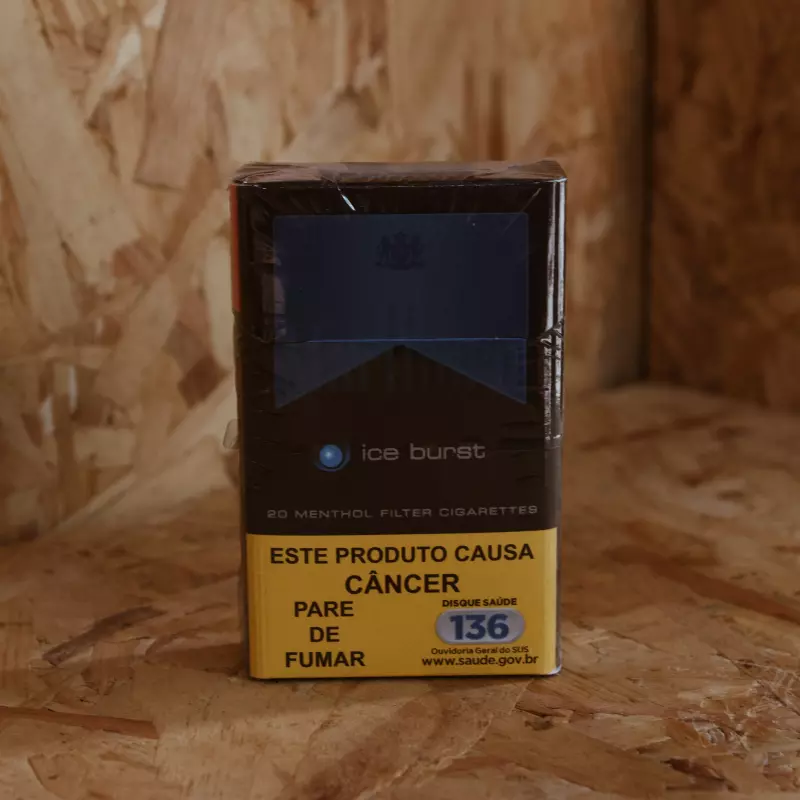 ice burst
20 MENTHOL FILTER CIGARETTES
ESTE PRODUTO CAUSA
CÂNCER
PARE
DE
FUMAR
DISQUE SAÚDE
136
Ouvidoria Geral do SUS
www.saude.gov.br